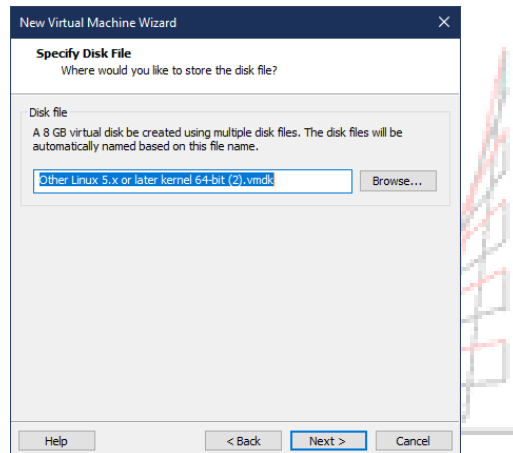 New Virtual Machine Wizard
Specify Disk File
Where would you like to store the disk file?
Disk file
A 8 GB virtual disk be created using multiple disk files. The disk files will be
automatically named based on this file name.
Other Linux 5.x or later kernel 64-bit (2).vmdk Browse...
Help < Back Next > Cancel